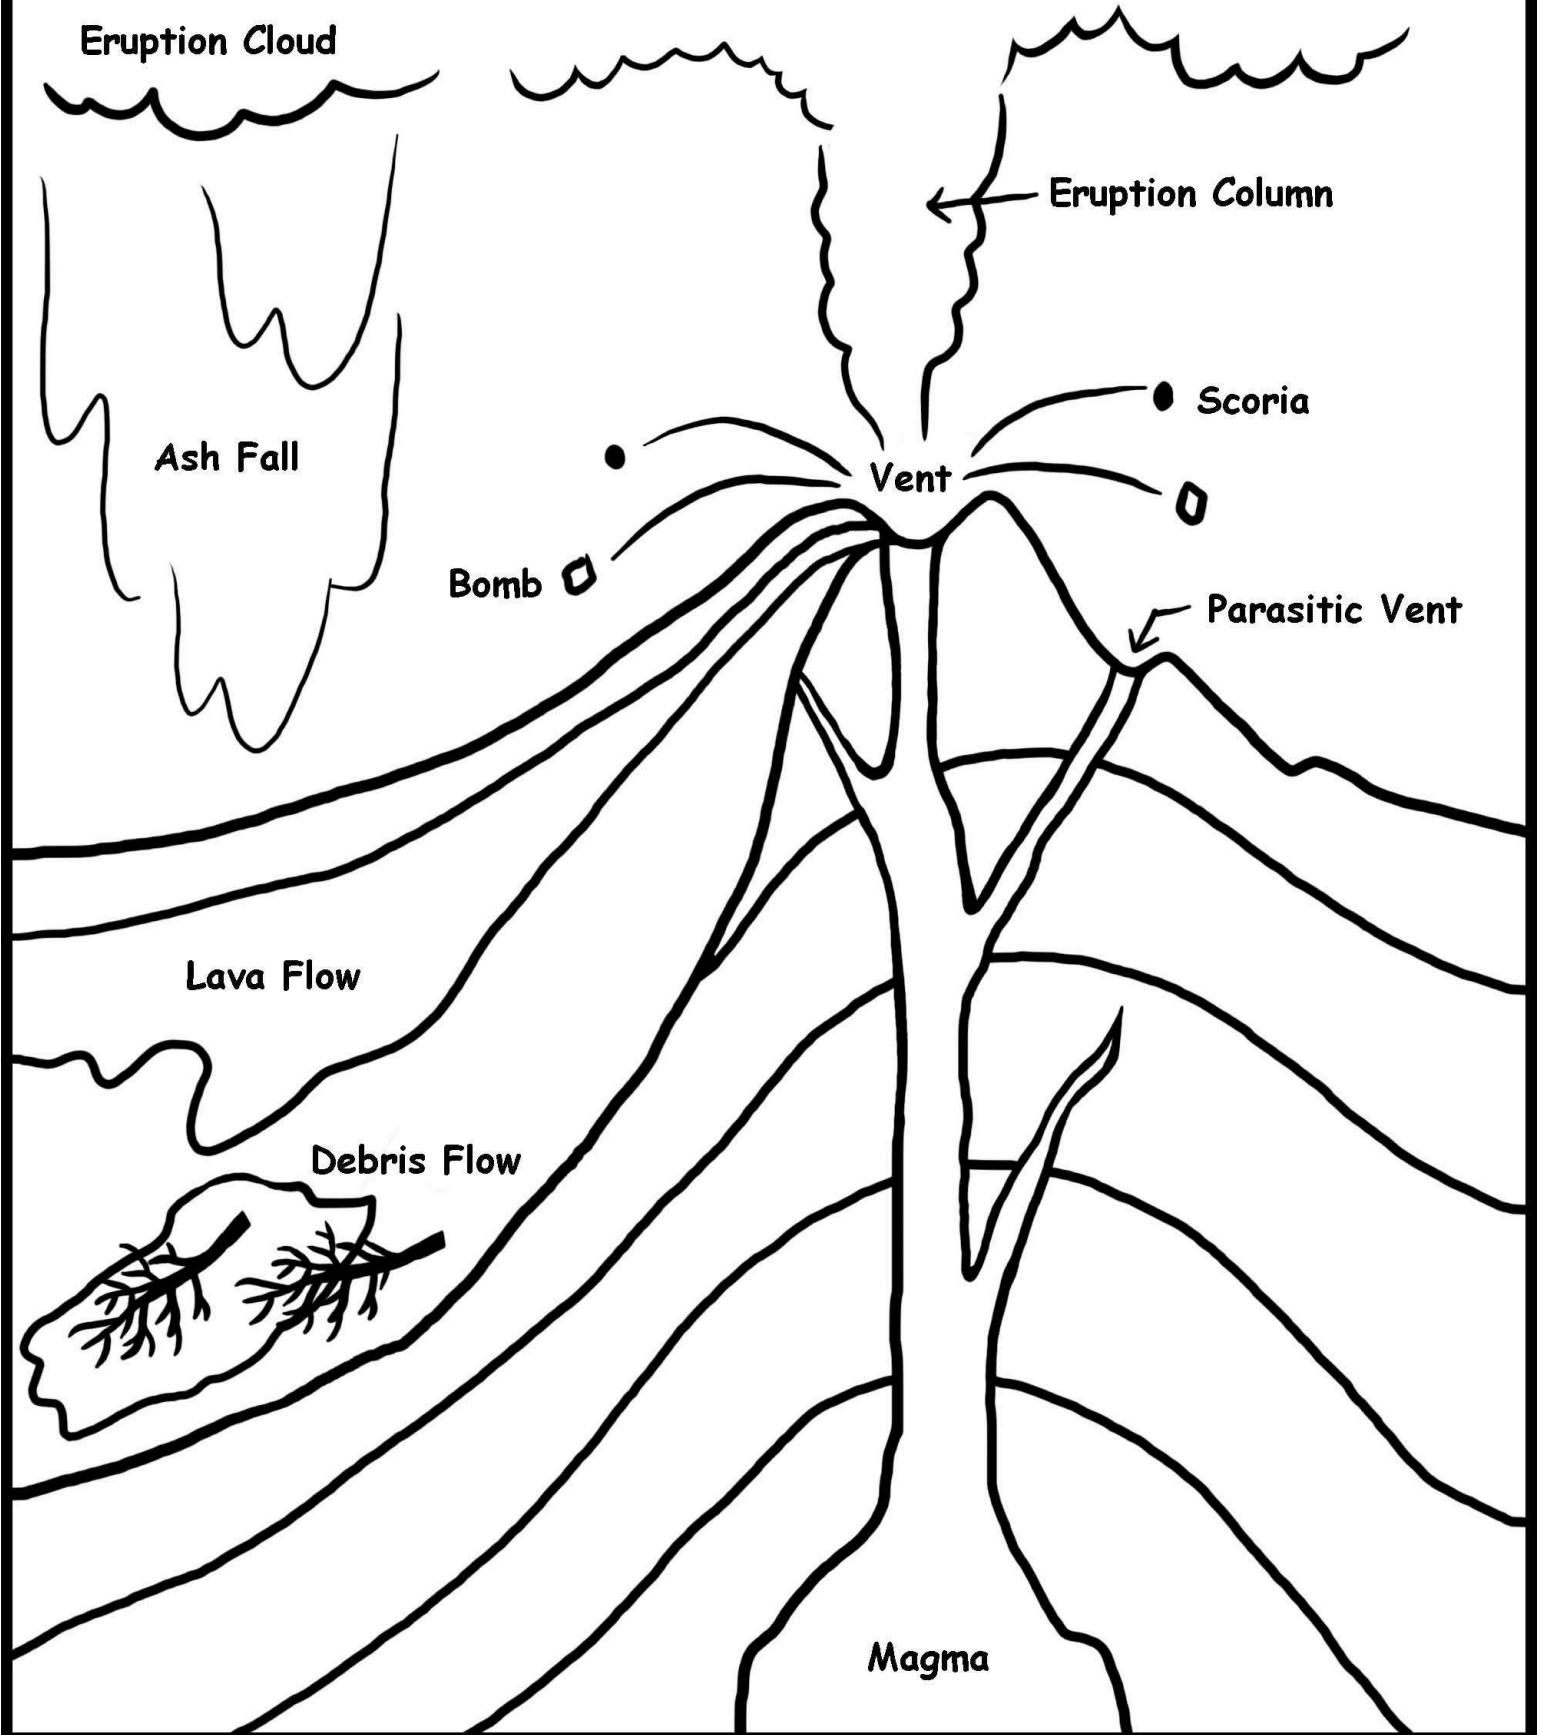 Eruption Cloud
Eruption Column
Scoria
Ash Fall
Vent
Bomb
Parasitic Vent
Lava Flow
Debris Flow
Magma